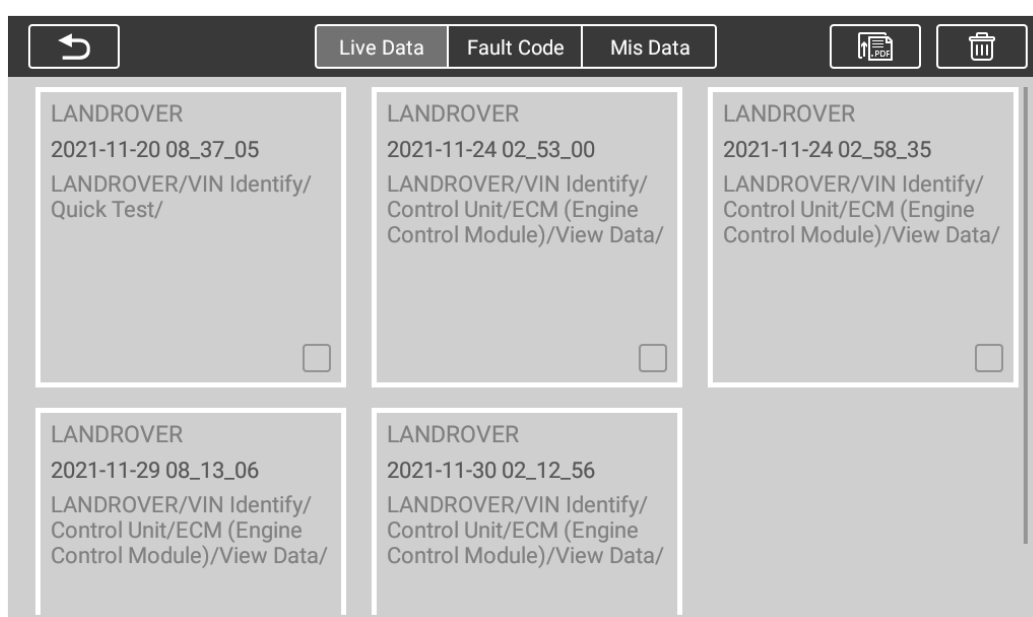 Live Data Fault Code Mis Data .PDF
LANDROVER
2021-11-20 08_37_05
LANDROVER/VIN Identify/
Quick Test/
LANDROVER
2021-11-24 02_53_00
LANDROVER/VIN Identify/
Control Unit/ECM (Engine
Control Module)/View Data/
LANDROVER
2021-11-24 02_58_35
LANDROVER/VIN Identify/
Control Unit/ECM (Engine
Control Module)/View Data/
LANDROVER
2021-11-29 08_13_06
LANDROVER/VIN Identify/
Control Unit/ECM (Engine
Control Module)/View Data/
LANDROVER
2021-11-30 02_12_56
LANDROVER/VIN Identify/
Control Unit/ECM (Engine
Control Module)/View Data/